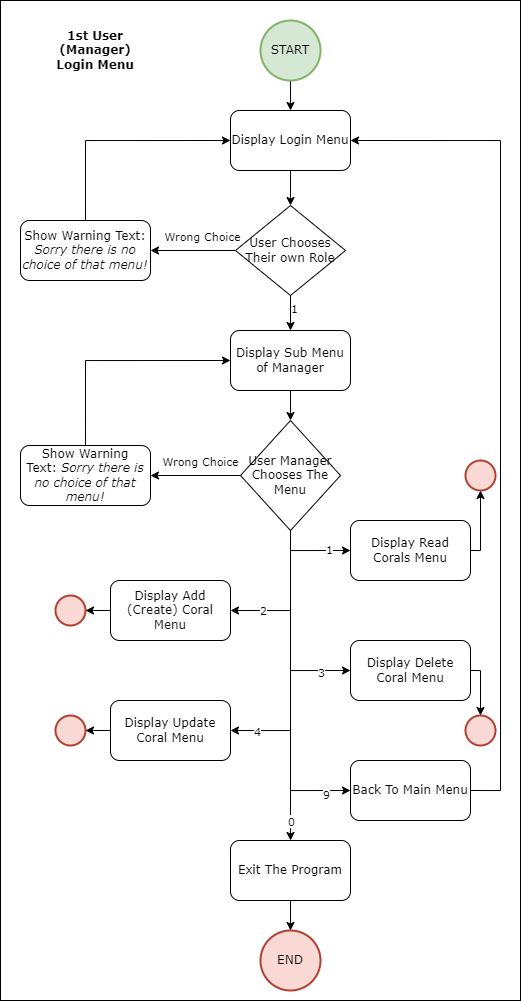 1st User
(Manager)
Login Menu
START
Display Login Menu
Show Warning Text:
Sorry there is no
choice of that menu!
Wrong Choice
User Chooses
Their own Role
1
Display Sub Menu
of Manager
Show Warning
Text: Sorry there is
no choice of that
menu!
Wrong Choice
User Manager
Chooses The
Menu
1
Display Read
Corals Menu
Display Add
(Create) Coral
Menu
2
3
Display Delete
Coral Menu
Display Update
Coral Menu
4
9
Back To Main Menu
0
Exit The Program
END